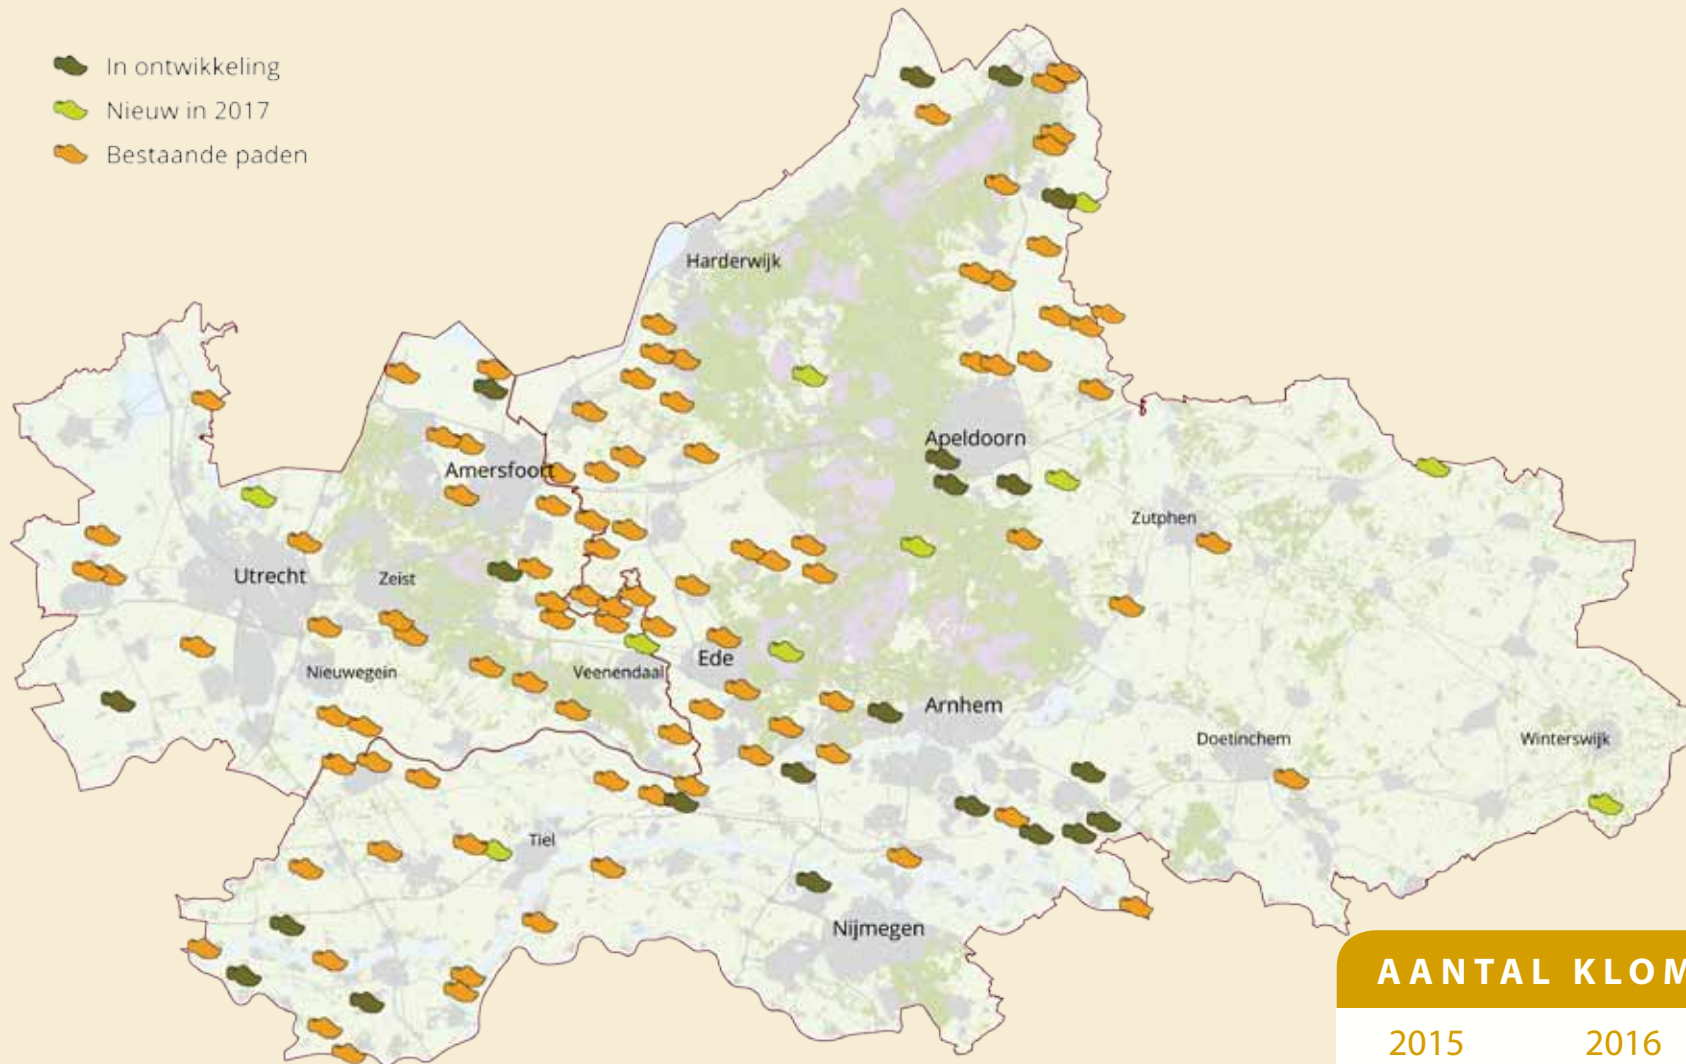 In ontwikkeling
Nieuw in 2017
Bestaande paden
Harderwijk
Apeldoorn
Amersfoort
Zutphen
Utrecht
Zeist
Ede
Nieuwegein
Veenendaal
Arnhem
Doetinchem
Winterswijk
Tiel
Nijmegen
AANTAL KLOM
2015 2016